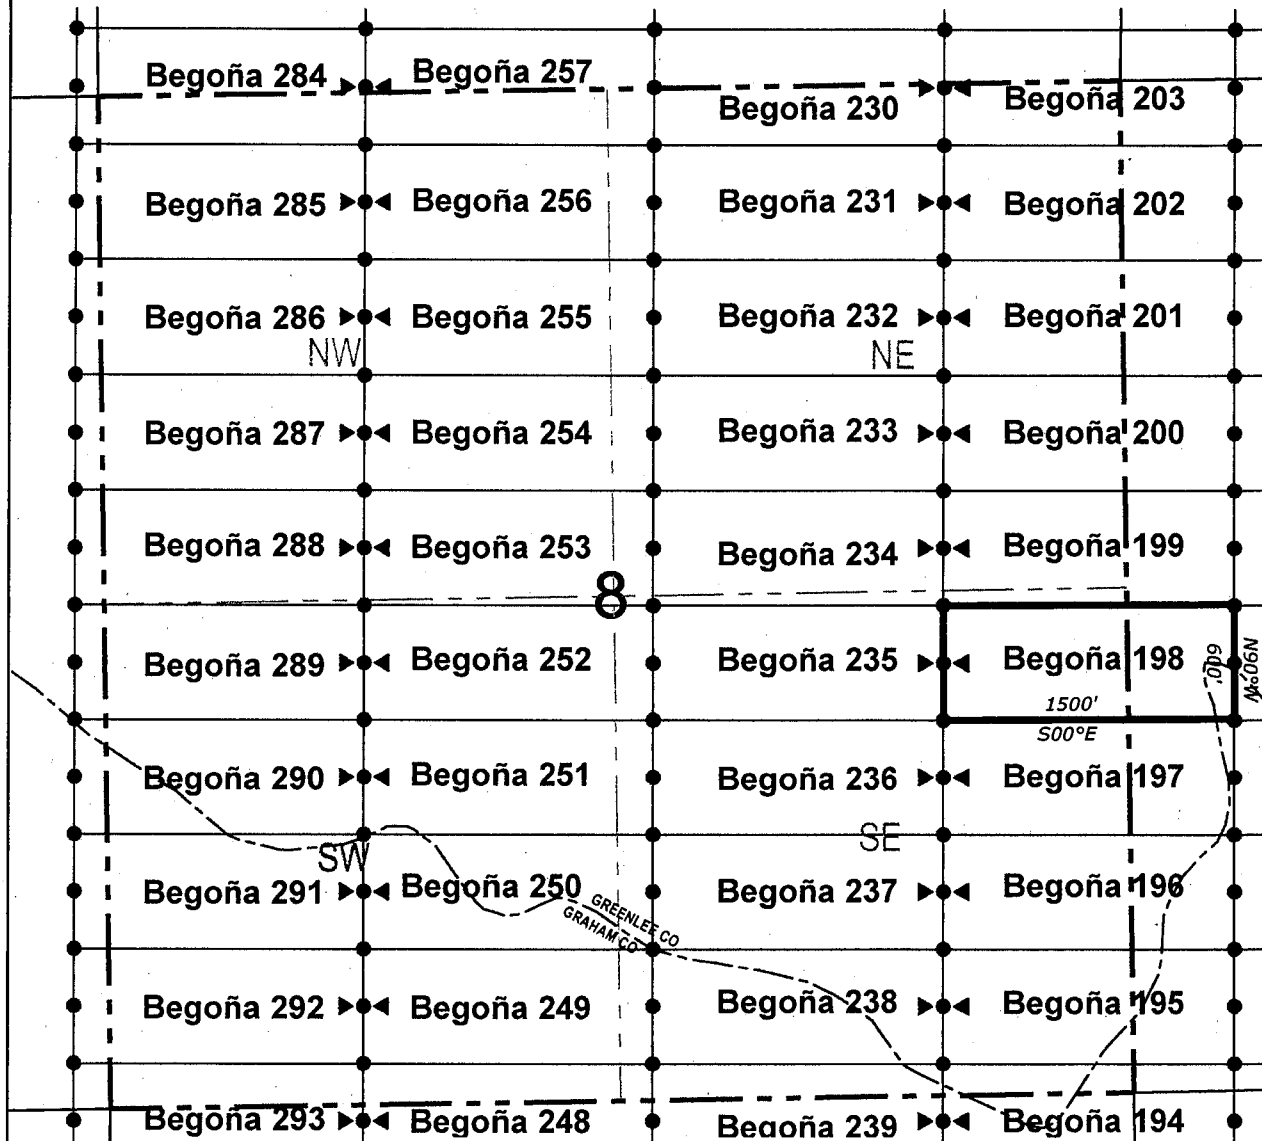 Begoña 284 Begoña 257 Begoña 230 Begoña 203
Begoña 285 Begoña 256 Begoña 231 Begoña 202
Begoña 286 Begoña 255 Begoña 232 Begoña 201
NW NE
Begoña 287 Begoña 254 Begoña 233 Begoña 200
Begoña 288 Begoña 253 Begoña 234 Begoña 199
8
Begoña 289 Begoña 252 Begoña 235 Begoña 198
600'
1500'
S00°E
Begoña 290 Begoña 251 Begoña 236 Begoña 197
SW SE
Begoña 291 Begoña 250 Begoña 237 Begoña 196
GREENLEE CO
GRAHAM CO
Begoña 292 Begoña 249 Begoña 238 Begoña 195
Begoña 293 Begoña 248 Begoña 239 Begoña 194